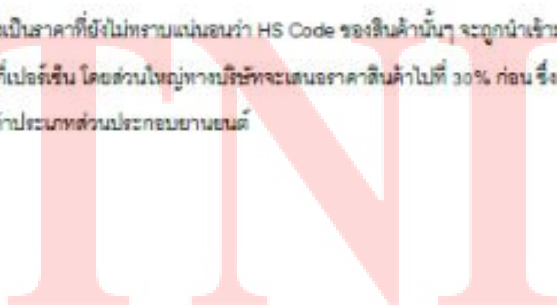 เป็นราคาที่ยังไม่ทราบแน่นอนว่า HS Code ของสินค้านั้นๆ จะถูกนำเข้า
ที่เปอร์เซ็น โดยส่วนใหญ่ทางบริษัทจะเสนอราคาสินค้าไปที่ 30% ก่อน ซึ่ง
ประเภทส่วนประกอบยานยนต์
TNI